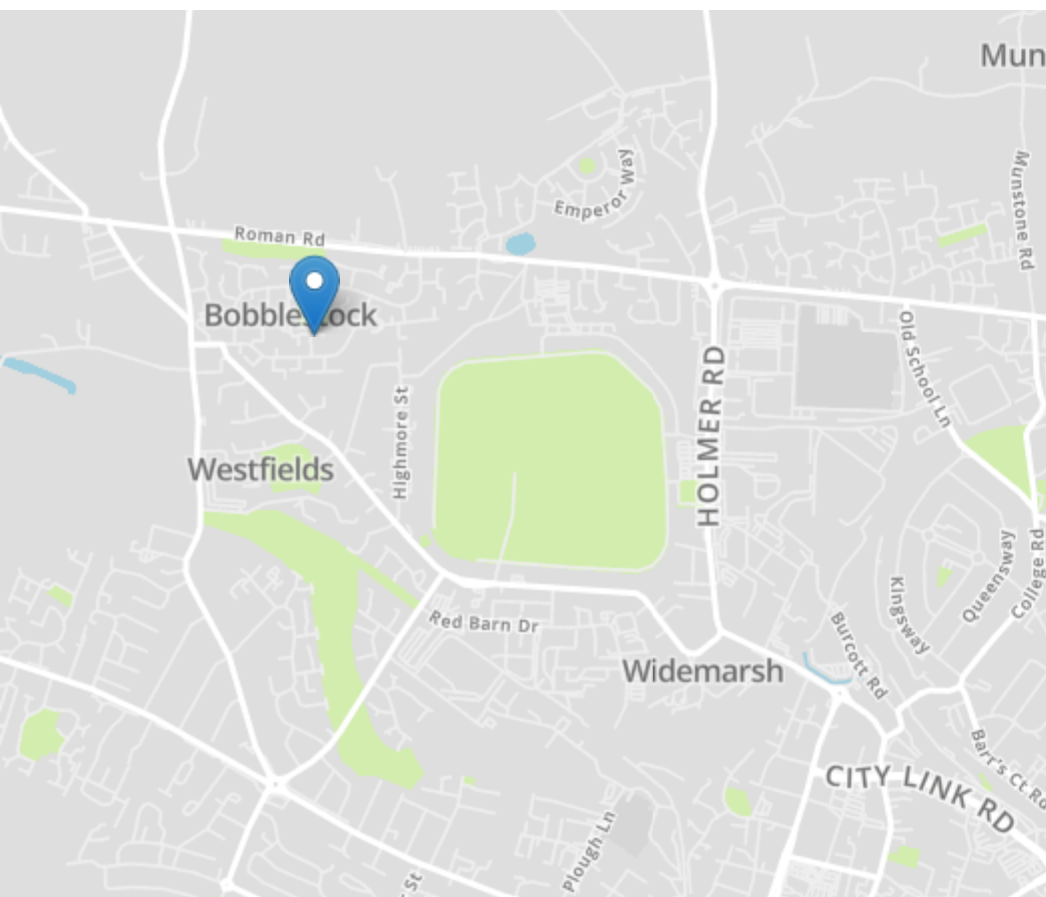 Mun
Munstone Rd
Emperor Way
Roman Rd
Bobblestock
Old School Ln
HOLMER RD
Highmore St
Westfields
Queensway
College Rd
Kingsway
Red Barn Dr
Burcott Rd
Widemarsh
Barr's Ct Rd
CITY LINK RD
Plough Ln
St